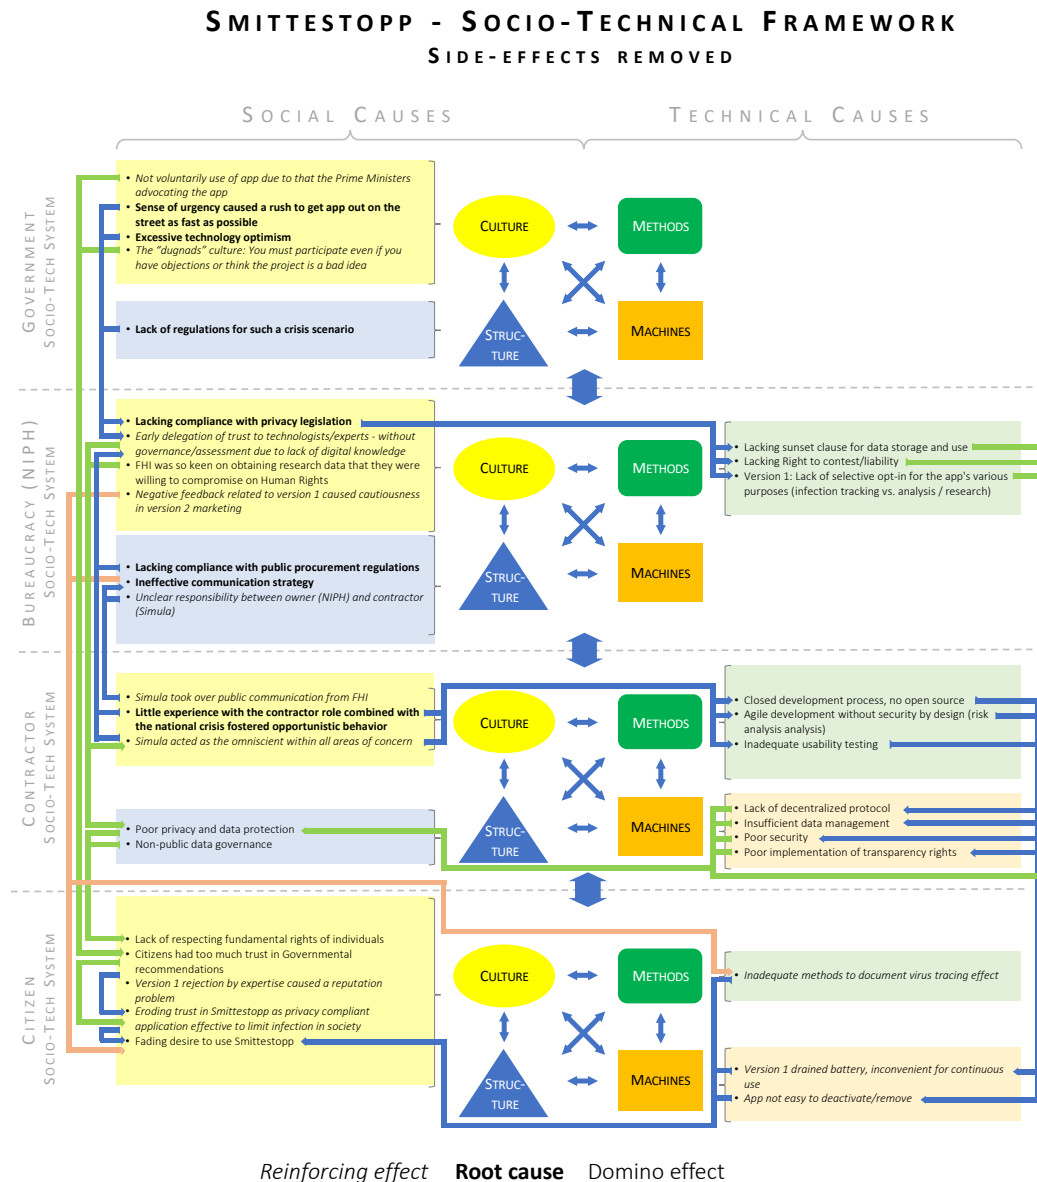 SMITTESTOPP - SOCIO-TECHNICAL FRAMEWORK
SIDE-EFFECTS REMOVED
SOCIAL CAUSES
TECHNICAL CAUSES
GOVERNMENT
SOCIO-TECH SYSTEM
• Not voluntarily use of app due to that the Prime Ministers
advocating the app
• Sense of urgency caused a rush to get app out on the
street as fast as possible
• Excessive technology optimism
• The "dugnads" culture: You must participate even if you
have objections or think the project is a bad idea
• Lack of regulations for such a crisis scenario
CULTURE
METHODS
STRUC-
TURE
MACHINES
BUREAUCRACY (NIPH)
SOCIO-TECH SYSTEM
• Lacking compliance with privacy legislation
• Early delegation of trust to technologists/experts - without
governance/assessment due to lack of digital knowledge
• FHI was so keen on obtaining research data that they were
willing to compromise on Human Rights
• Negative feedback related to version 1 caused cautiousness
in version 2 marketing
• Lacking compliance with public procurement regulations
• Ineffective communication strategy
• Unclear responsibility between owner (NIPH) and contractor
(Simula)
CULTURE
METHODS
STRUC-
TURE
MACHINES
• Lacking sunset clause for data storage and use
• Lacking Right to contest/liability
• Version 1: Lack of selective opt-in for the app's various
purposes (infection tracking vs. analysis / research)
CONTRACTOR
SOCIO-TECH SYSTEM
• Simula took over public communication from FHI
• Little experience with the contractor role combined with
the national crisis fostered opportunistic behavior
• Simula acted as the omniscient within all areas of concern
• Poor privacy and data protection
• Non-public data governance
CULTURE
METHODS
STRUC-
TURE
MACHINES
• Closed development process, no open source
• Agile development without security by design (risk
analysis analysis)
• Inadequate usability testing
• Lack of decentralized protocol
• Insufficient data management
• Poor security
• Poor implementation of transparency rights
CITIZEN
SOCIO-TECH SYSTEM
• Lack of respecting fundamental rights of individuals
• Citizens had too much trust in Governmental
recommendations
• Version 1 rejection by expertise caused a reputation
problem
• Eroding trust in Smittestopp as privacy compliant
application effective to limit infection in society
• Fading desire to use Smittestopp
CULTURE
METHODS
STRUC-
TURE
MACHINES
• Inadequate methods to document virus tracing effect
• Version 1 drained battery, inconvenient for continuous
use
• App not easy to deactivate/remove
Reinforcing effect Root cause Domino effect